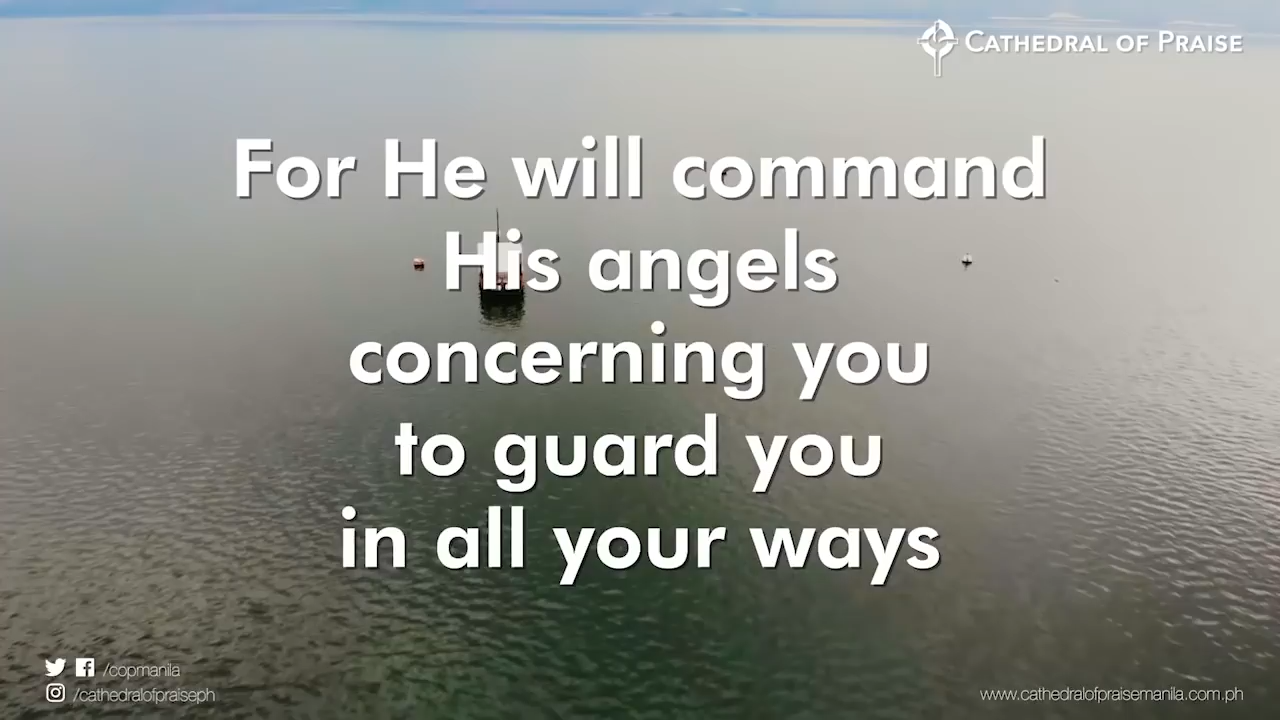 CATHEDRAL OF PRAISE
For He will command
His angels
concerning you
to guard you
in all your ways
/copmanila
/cathedralofpraiseph
www.cathedralofpraisemanila.com.ph